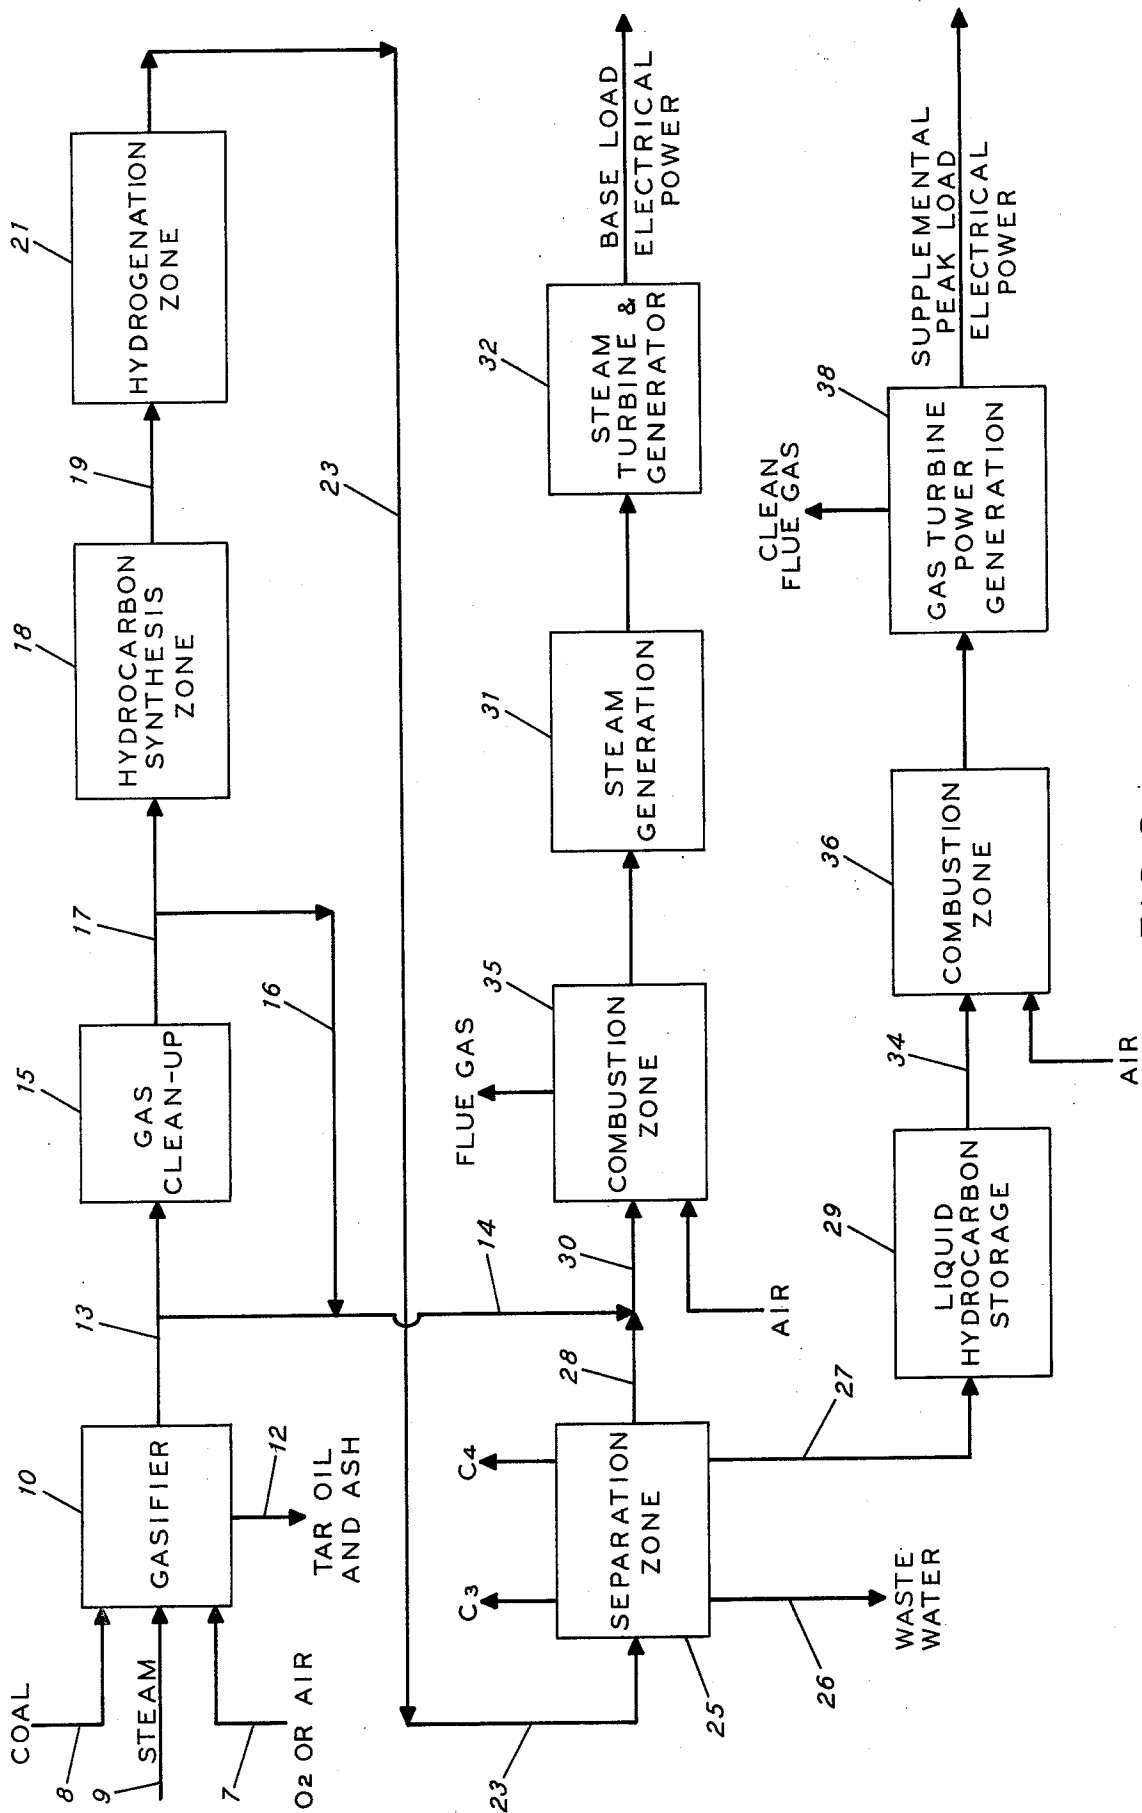 COAL
8
STEAM
9
7
O2 OR AIR
10
GASIFIER
12
TAR OIL
AND ASH
13
15
GAS
CLEAN-UP
17
16
18
HYDROCARBON
SYNTHESIS
ZONE
19
21
HYDROGENATION
ZONE
23
23
C3
C4
SEPARATION
ZONE
25
26
WASTE
WATER
27
28
14
30
AIR
FLUE GAS
35
COMBUSTION
ZONE
31
STEAM
GENERATION
32
STEAM
TURBINE &
GENERATOR
BASE LOAD
ELECTRICAL
POWER
29
LIQUID
HYDROCARBON
STORAGE
34
AIR
36
COMBUSTION
ZONE
CLEAN
FLUE GAS
38
GAS TURBINE
POWER
GENERATION
SUPPLEMENTAL
PEAK LOAD
ELECTRICAL
POWER